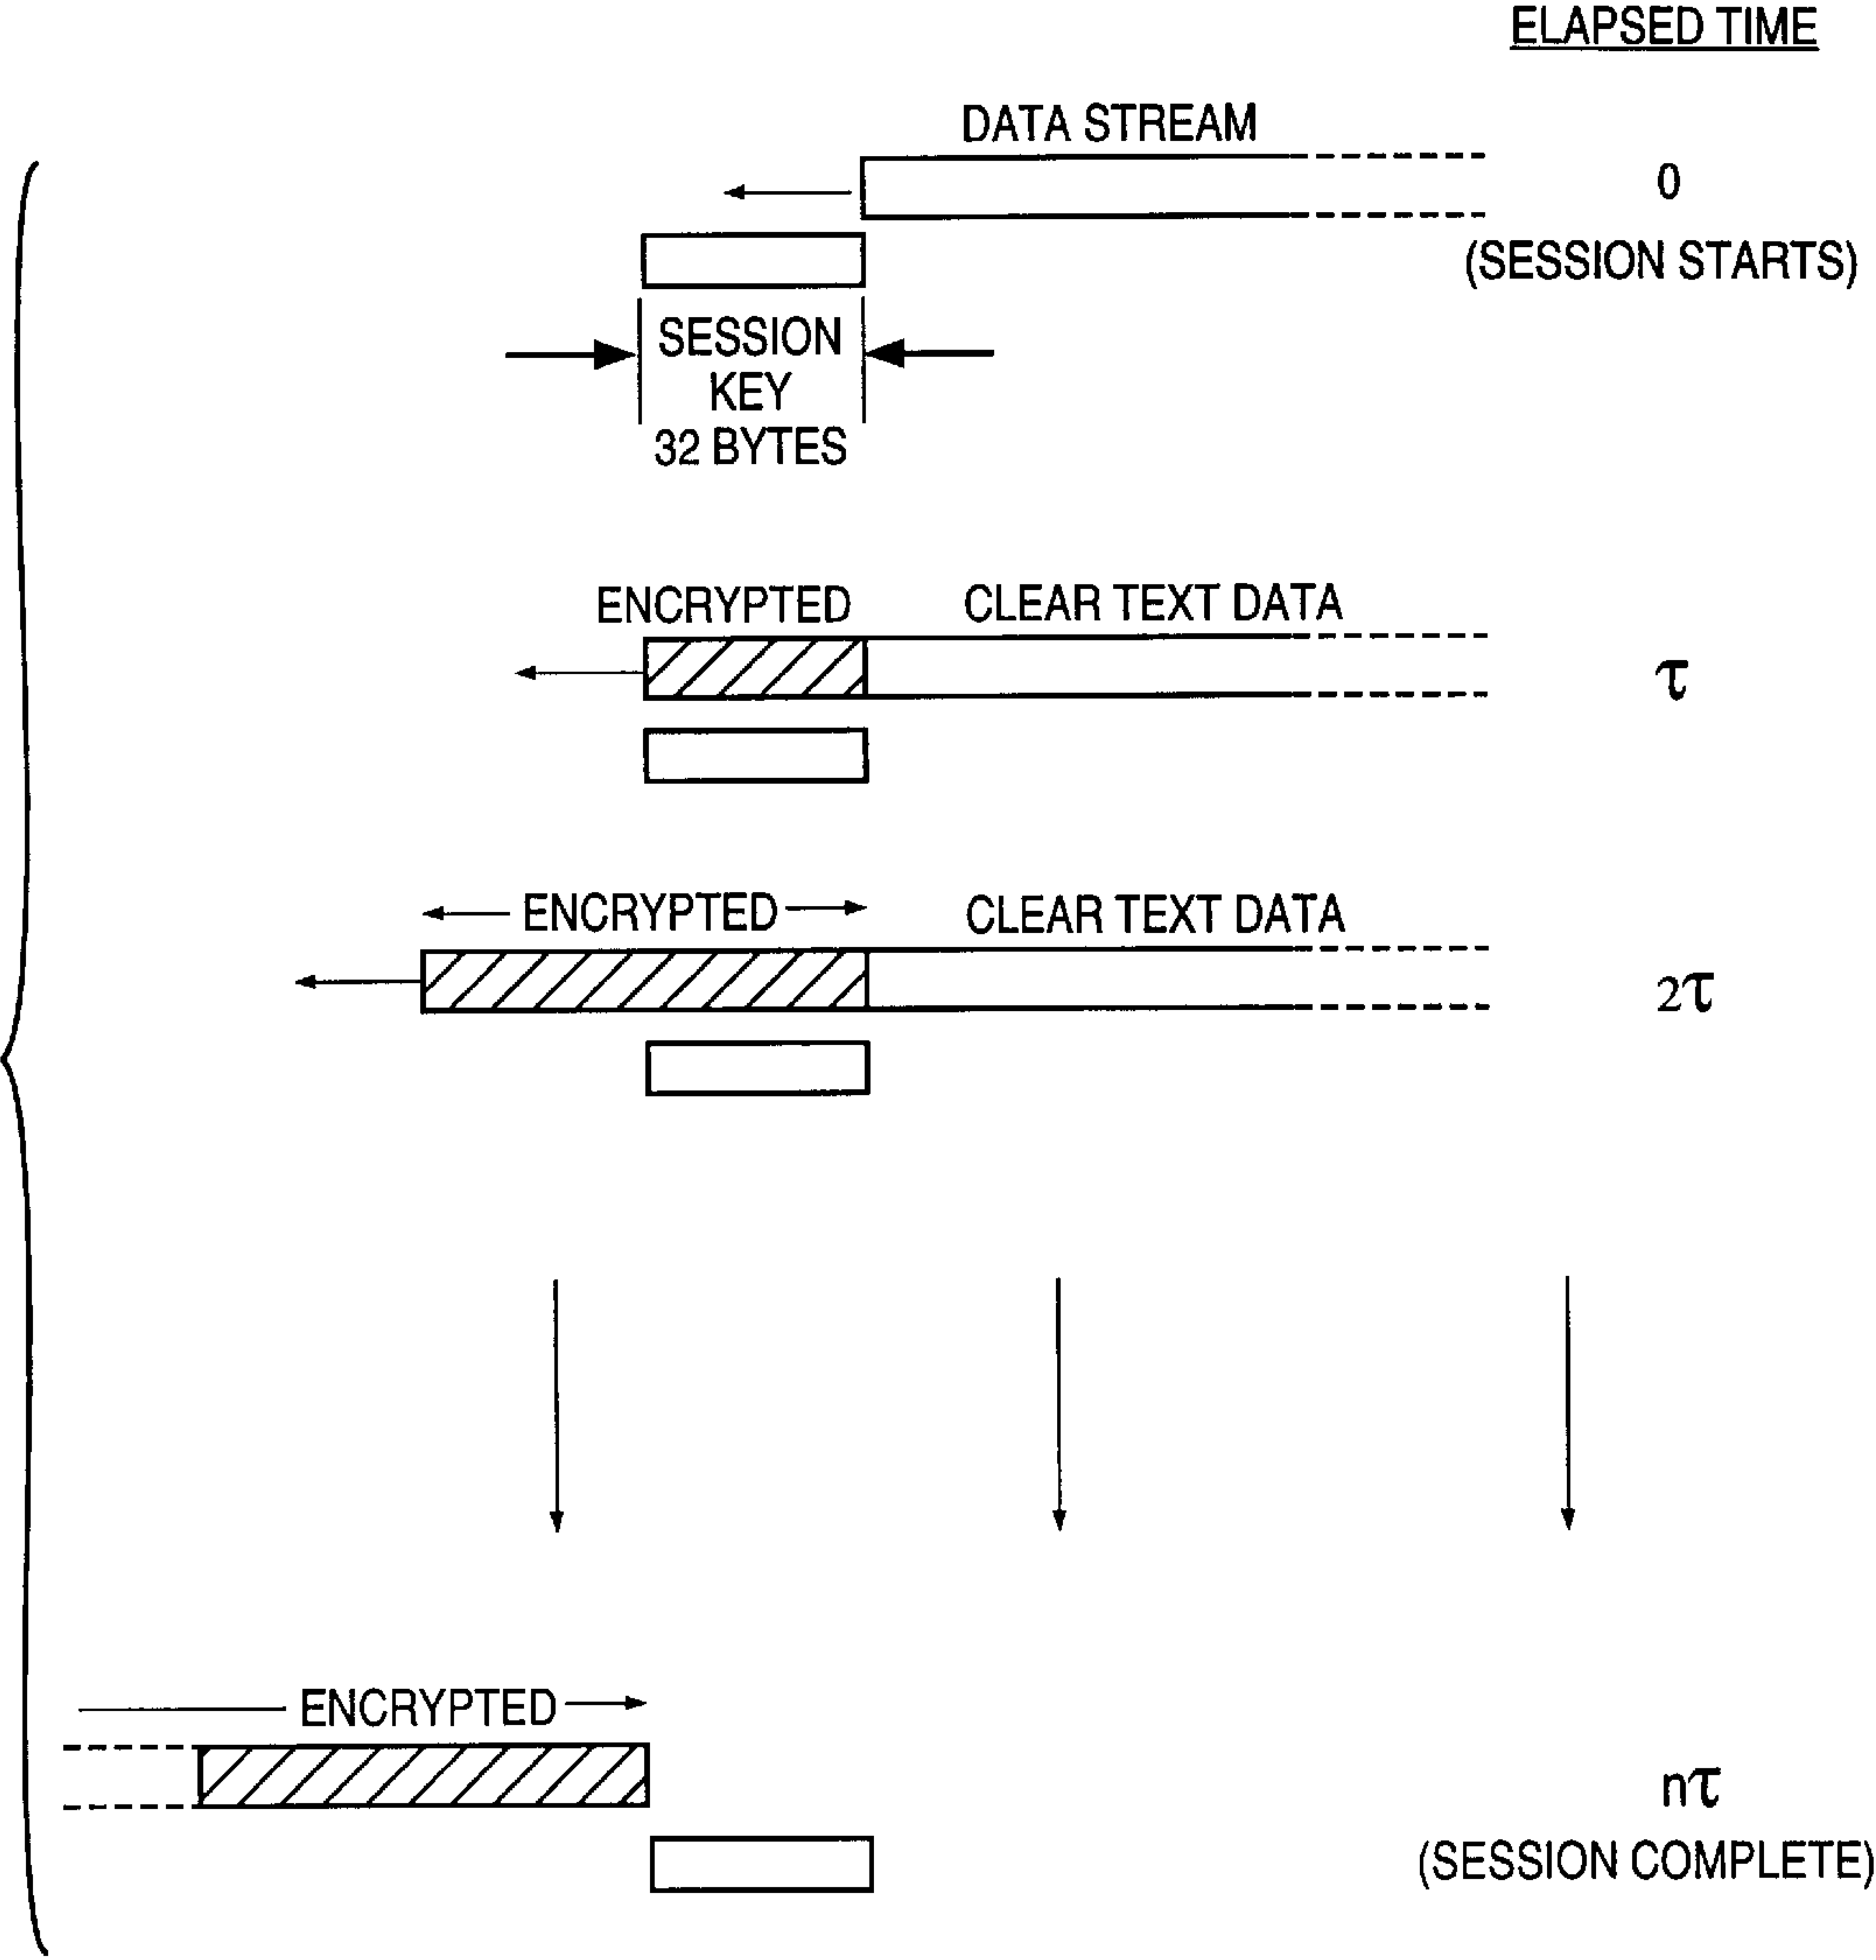 ELAPSED TIME
DATA STREAM
0
(SESSION STARTS)
SESSION
KEY
32 BYTES
ENCRYPTED
CLEAR TEXT DATA
τ
ENCRYPTED
CLEAR TEXT DATA
2τ
ENCRYPTED
nτ
(SESSION COMPLETE)